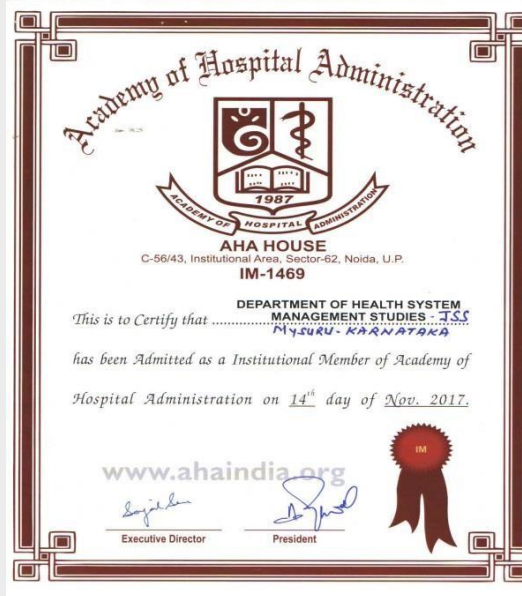 Academy of Hospital Administration
1987
ACADEMY OF HOSPITAL ADMINISTRATION
AHA HOUSE
C-56/43, Institutional Area, Sector-62, Noida, U.P.
IM-1469
DEPARTMENT OF HEALTH SYSTEM
This is to Certify that .......... MANAGEMENT STUDIES - JSS
MYSURU - KARNATAKA
has been Admitted as a Institutional Member of Academy of
Hospital Administration on 14th day of Nov. 2017.
IM
www.ahaindia.org
Executive Director
President